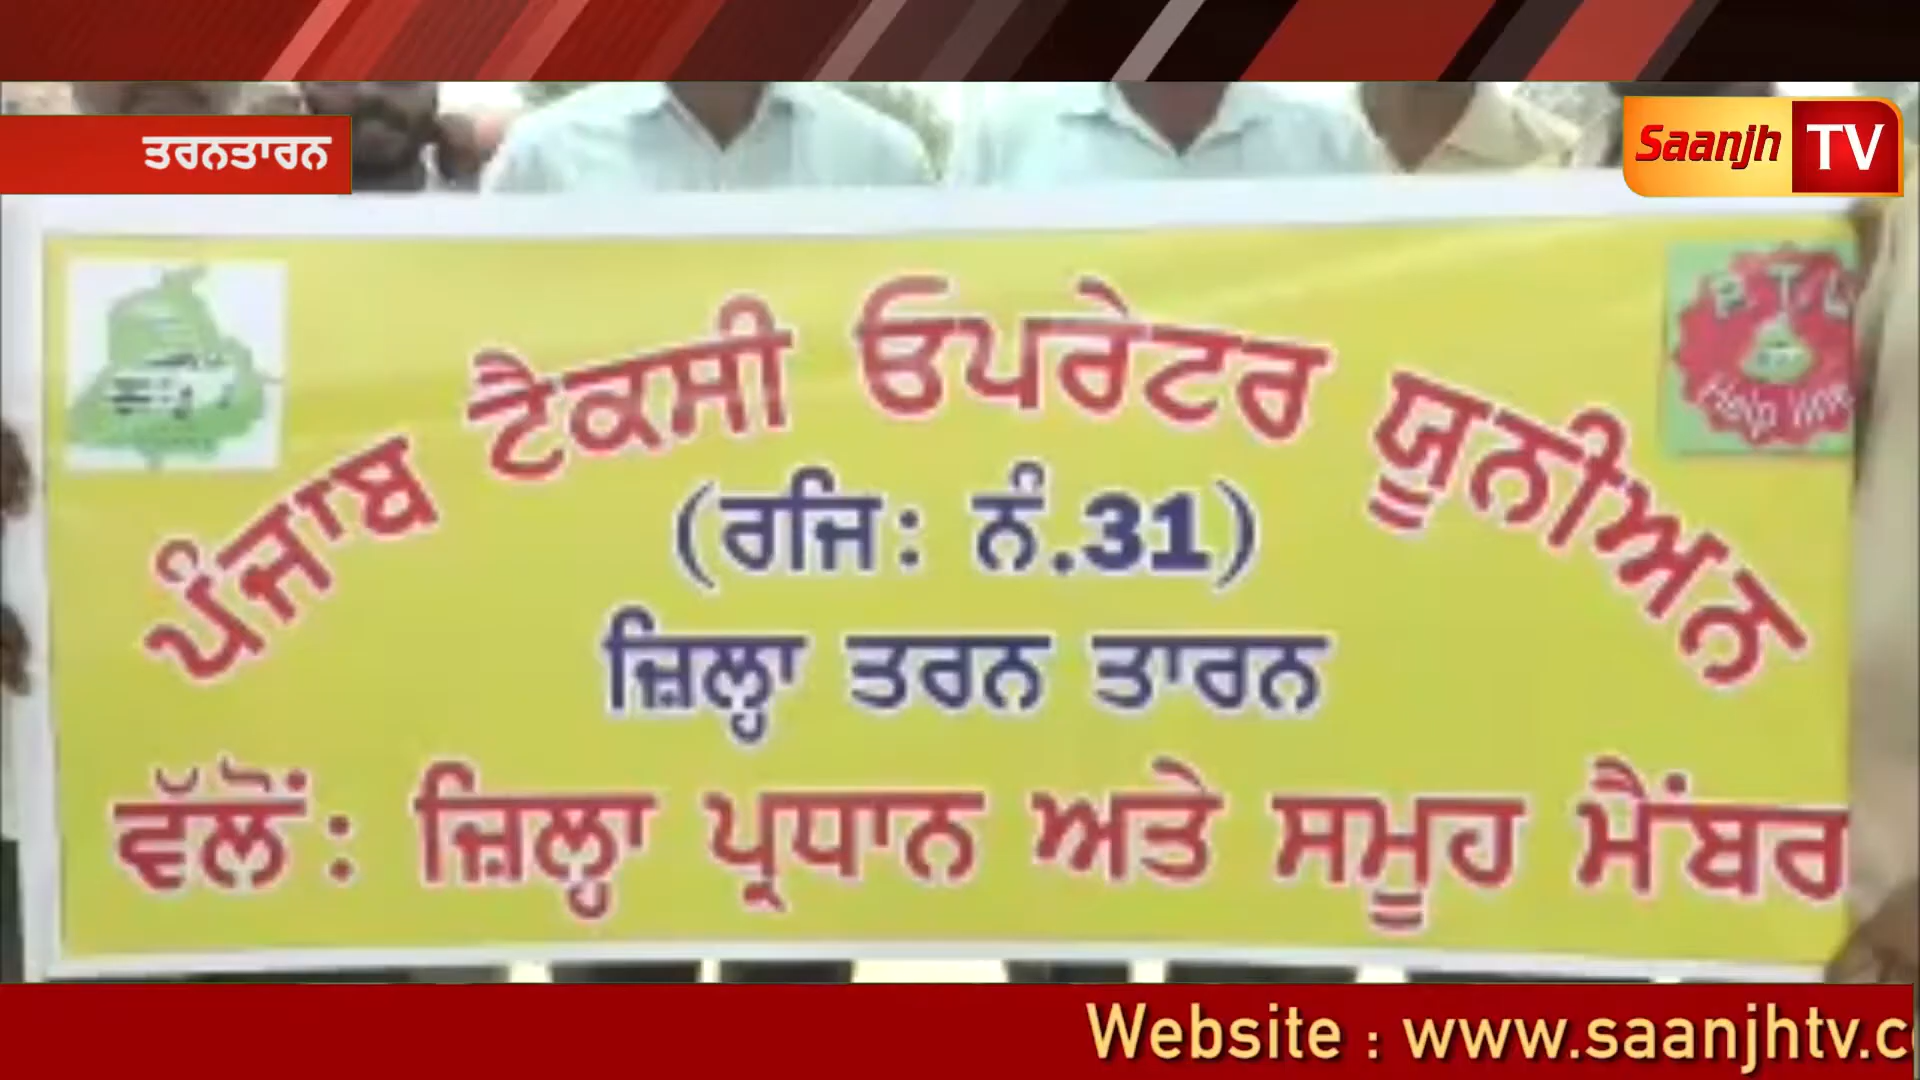 ਤਰਨਤਾਰਨ
Saanjh TV
ਪੰਜਾਬ ਟੈਕਸੀ ਓਪਰੇਟਰ ਯੂਨੀਅਨ
(ਰਜਿ: ਨੰ.31)
ਜ਼ਿਲ੍ਹਾ ਤਰਨ ਤਾਰਨ
ਵੱਲੋਂ: ਜ਼ਿਲ੍ਹਾ ਪ੍ਰਧਾਨ ਅਤੇ ਸਮੂਹ ਮੈਂਬਰ
Website : www.saanjhtv.c